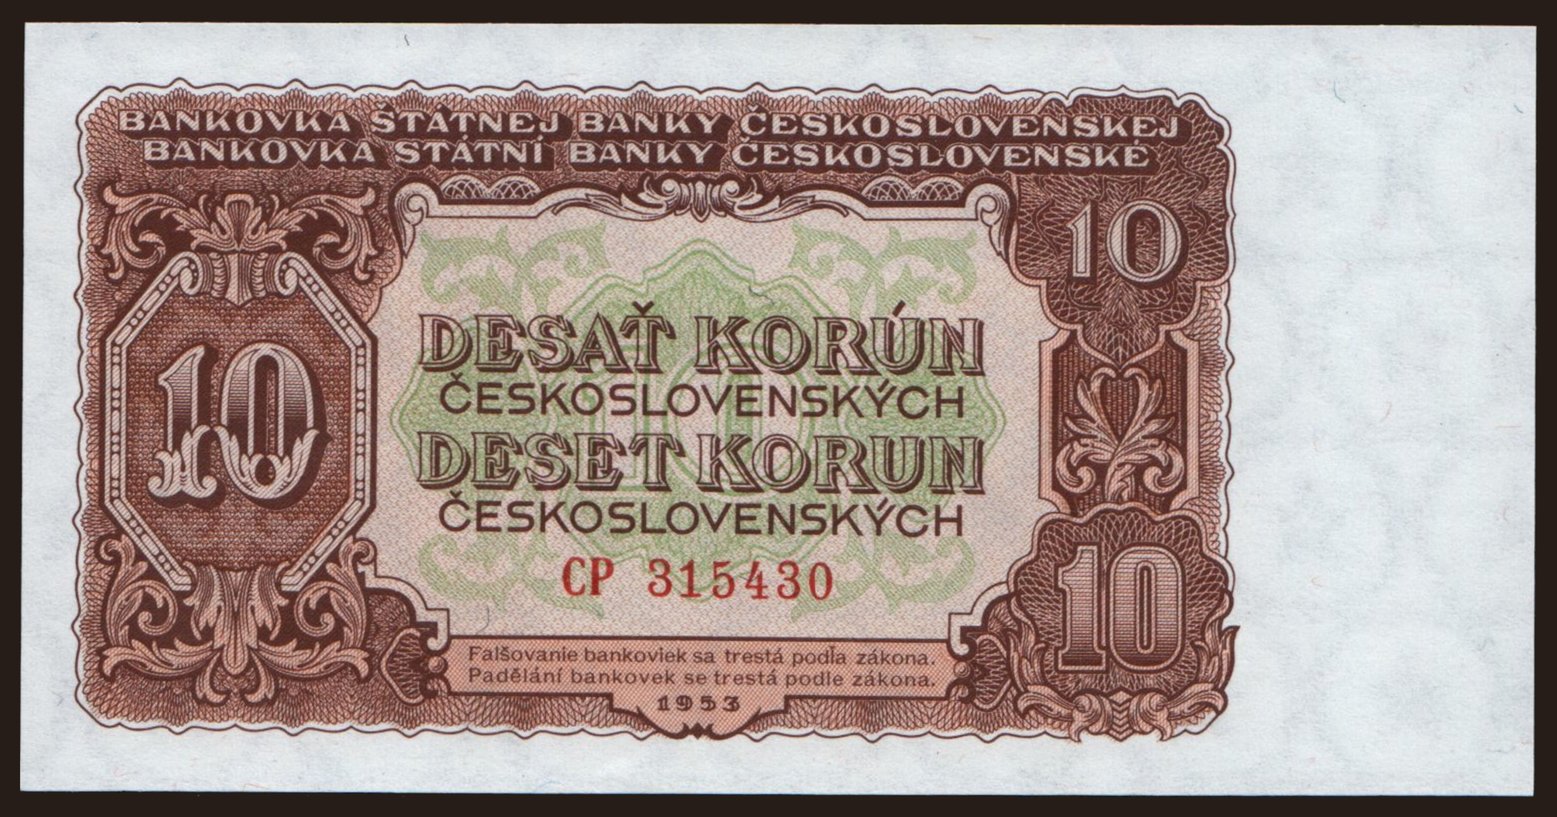 BANKOVKA ŠTÁTNEJ BANKY ČESKOSLOVENSKEJ
BANKOVKA STÁTNÍ BANKY ČESKOSLOVENSKÉ
10
10
DESAŤ KORÚN
ČESKOSLOVENSKÝCH
DESET KORUN
ČESKOSLOVENSKÝCH
CP 315430
10
Falšovanie bankoviek sa trestá podľa zákona.
Padělání bankovek se trestá podle zákona.
1953